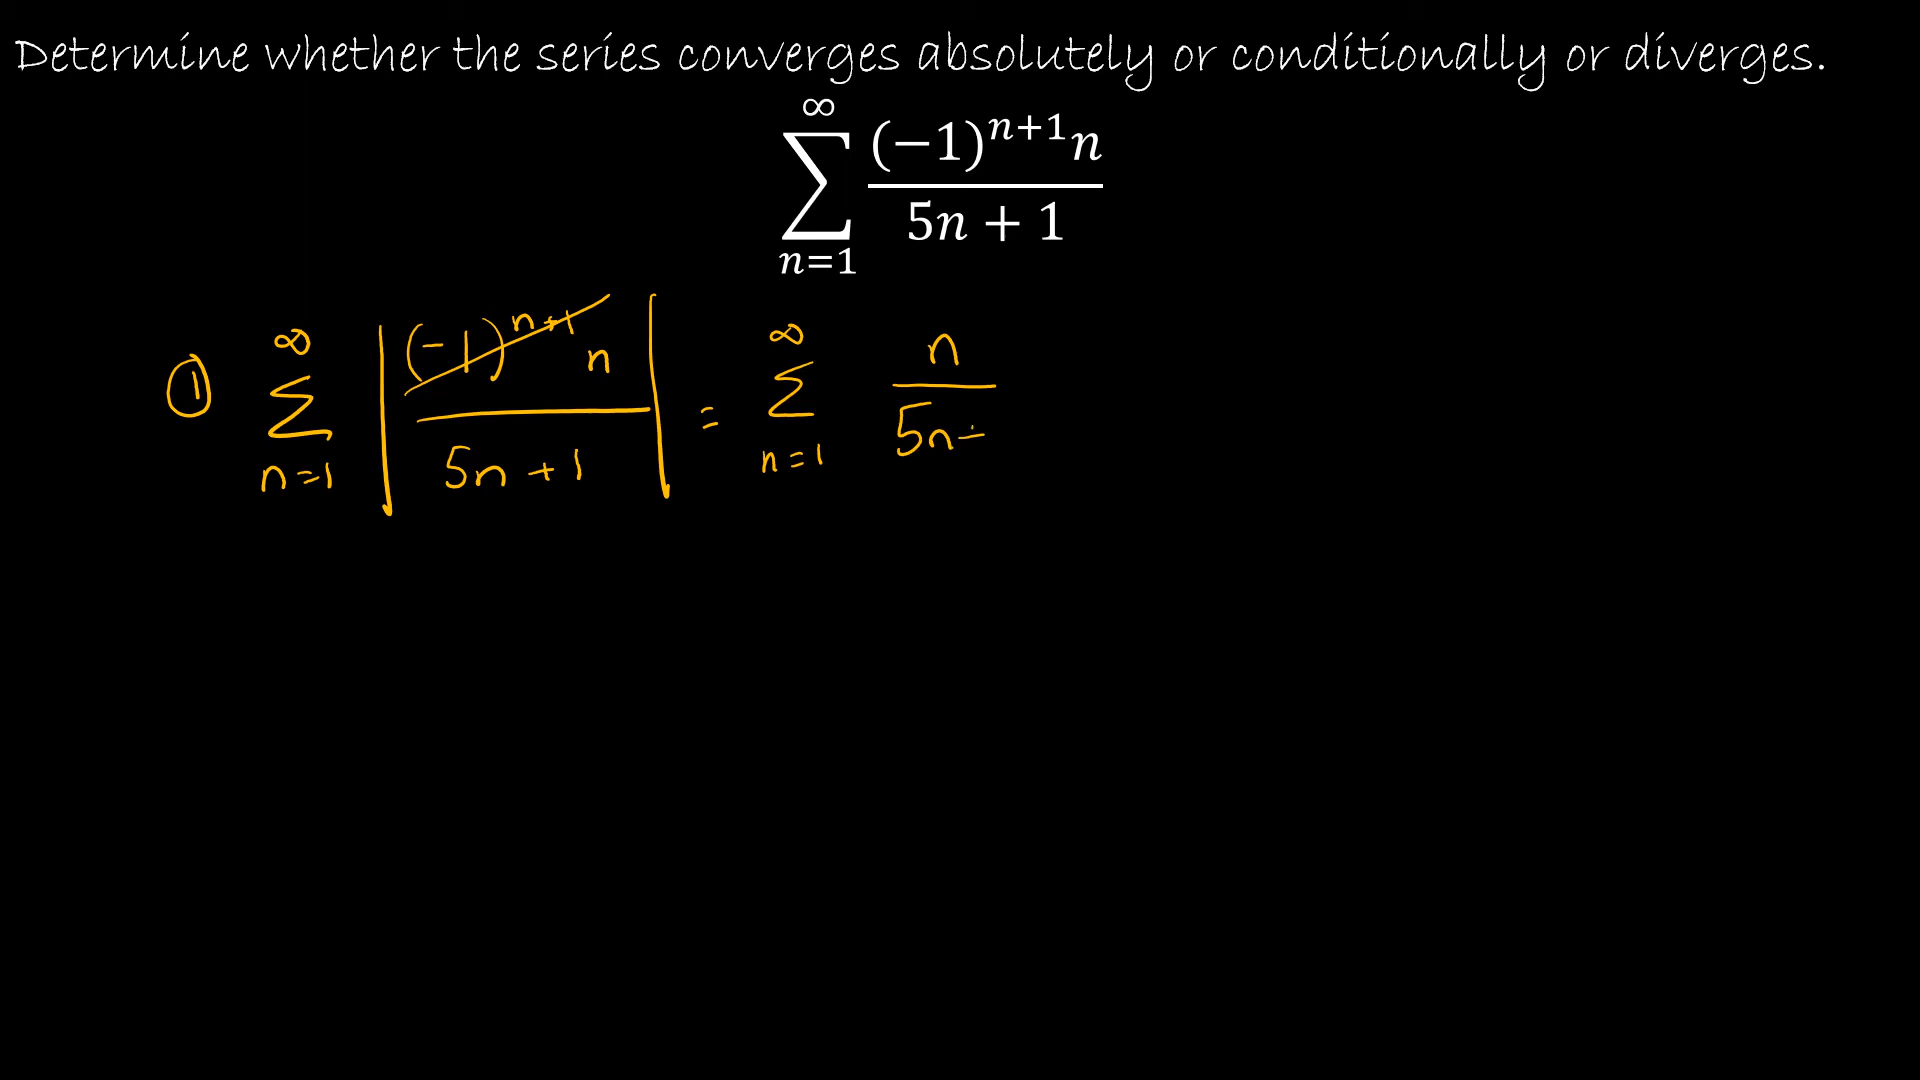 Determine whether the series converges absolutely or conditionally or diverges.
∞
∑ (−1)^{n+1}n / 5n + 1
n=1
① ∞ ∑ n=1 | (-1)^{n+1} n / 5n + 1 | = ∞ ∑ n=1 n / 5n -